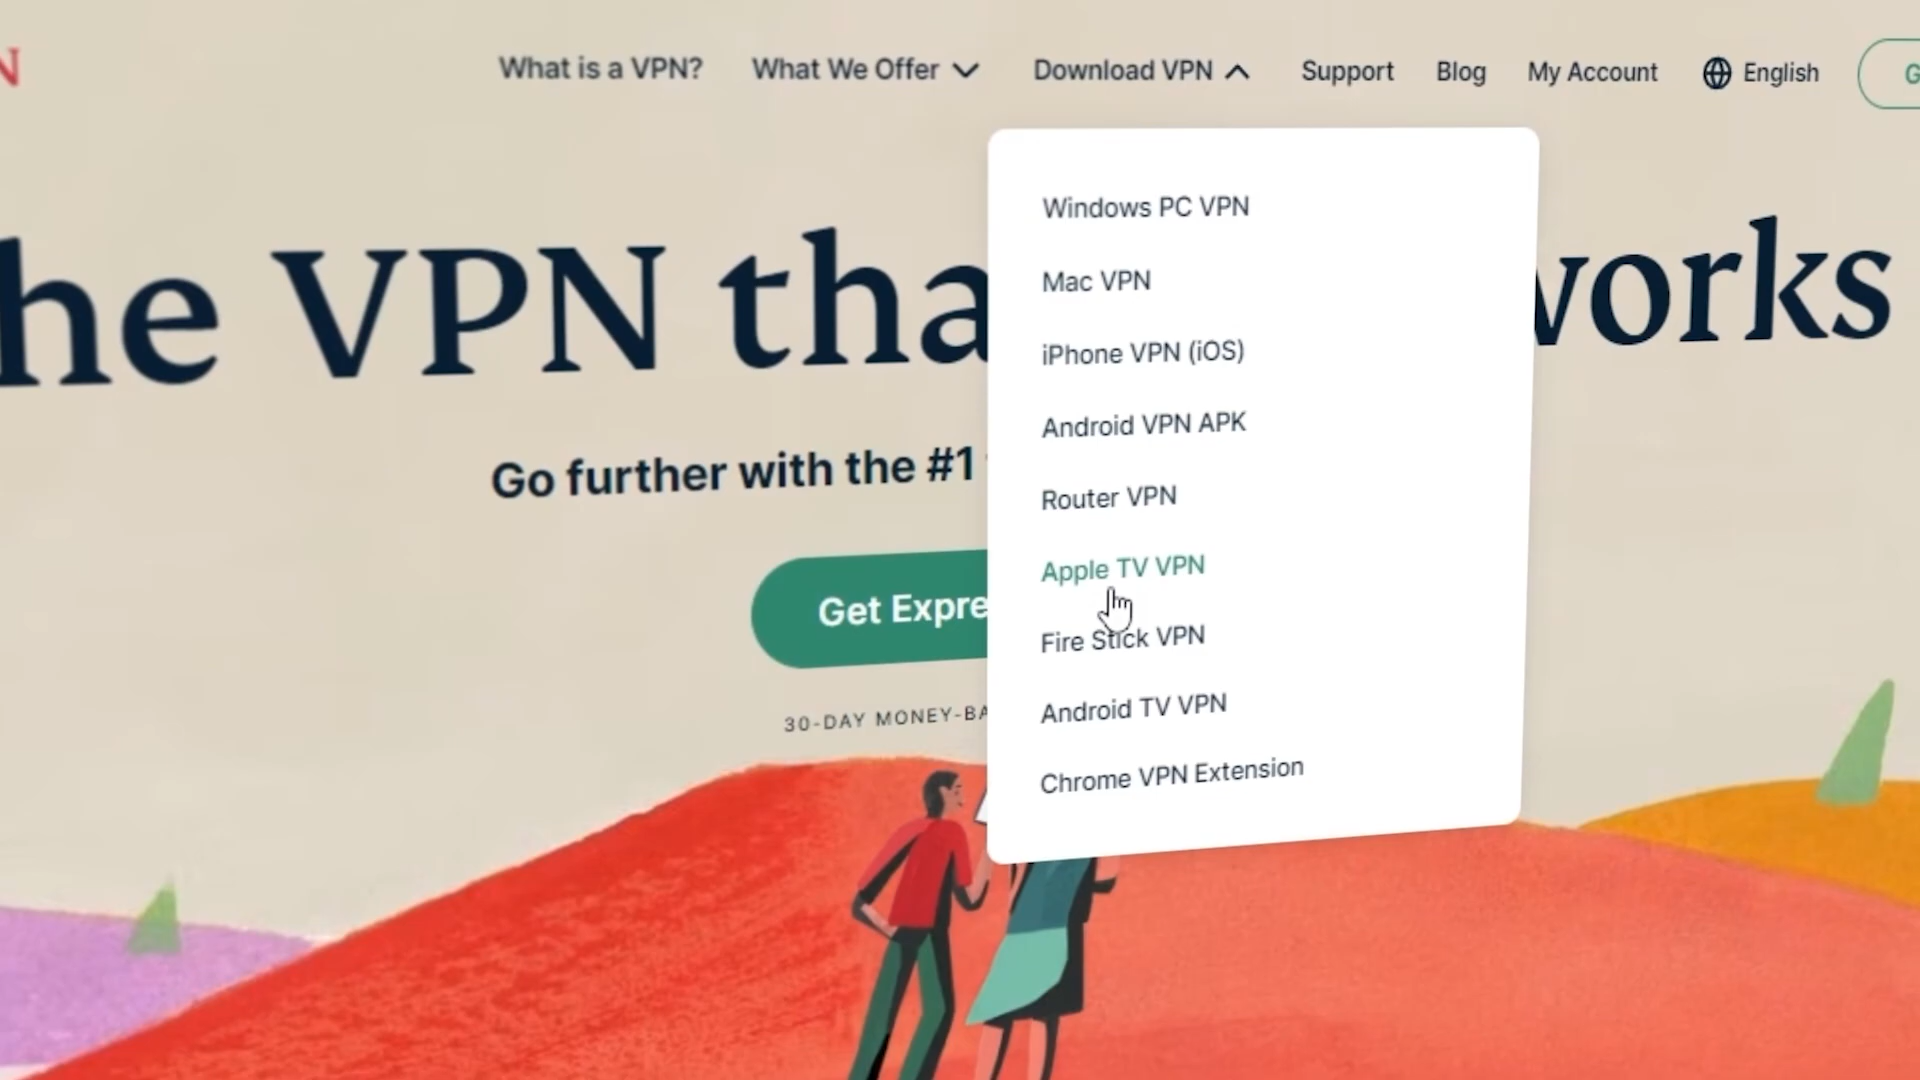 N
What is a VPN? What We Offer Download VPN Support Blog My Account English G
he VPN tha works
Go further with the #1
Get Expre
30-DAY MONEY-BA
Windows PC VPN
Mac VPN
iPhone VPN (iOS)
Android VPN APK
Router VPN
Apple TV VPN
Fire Stick VPN
Android TV VPN
Chrome VPN Extension